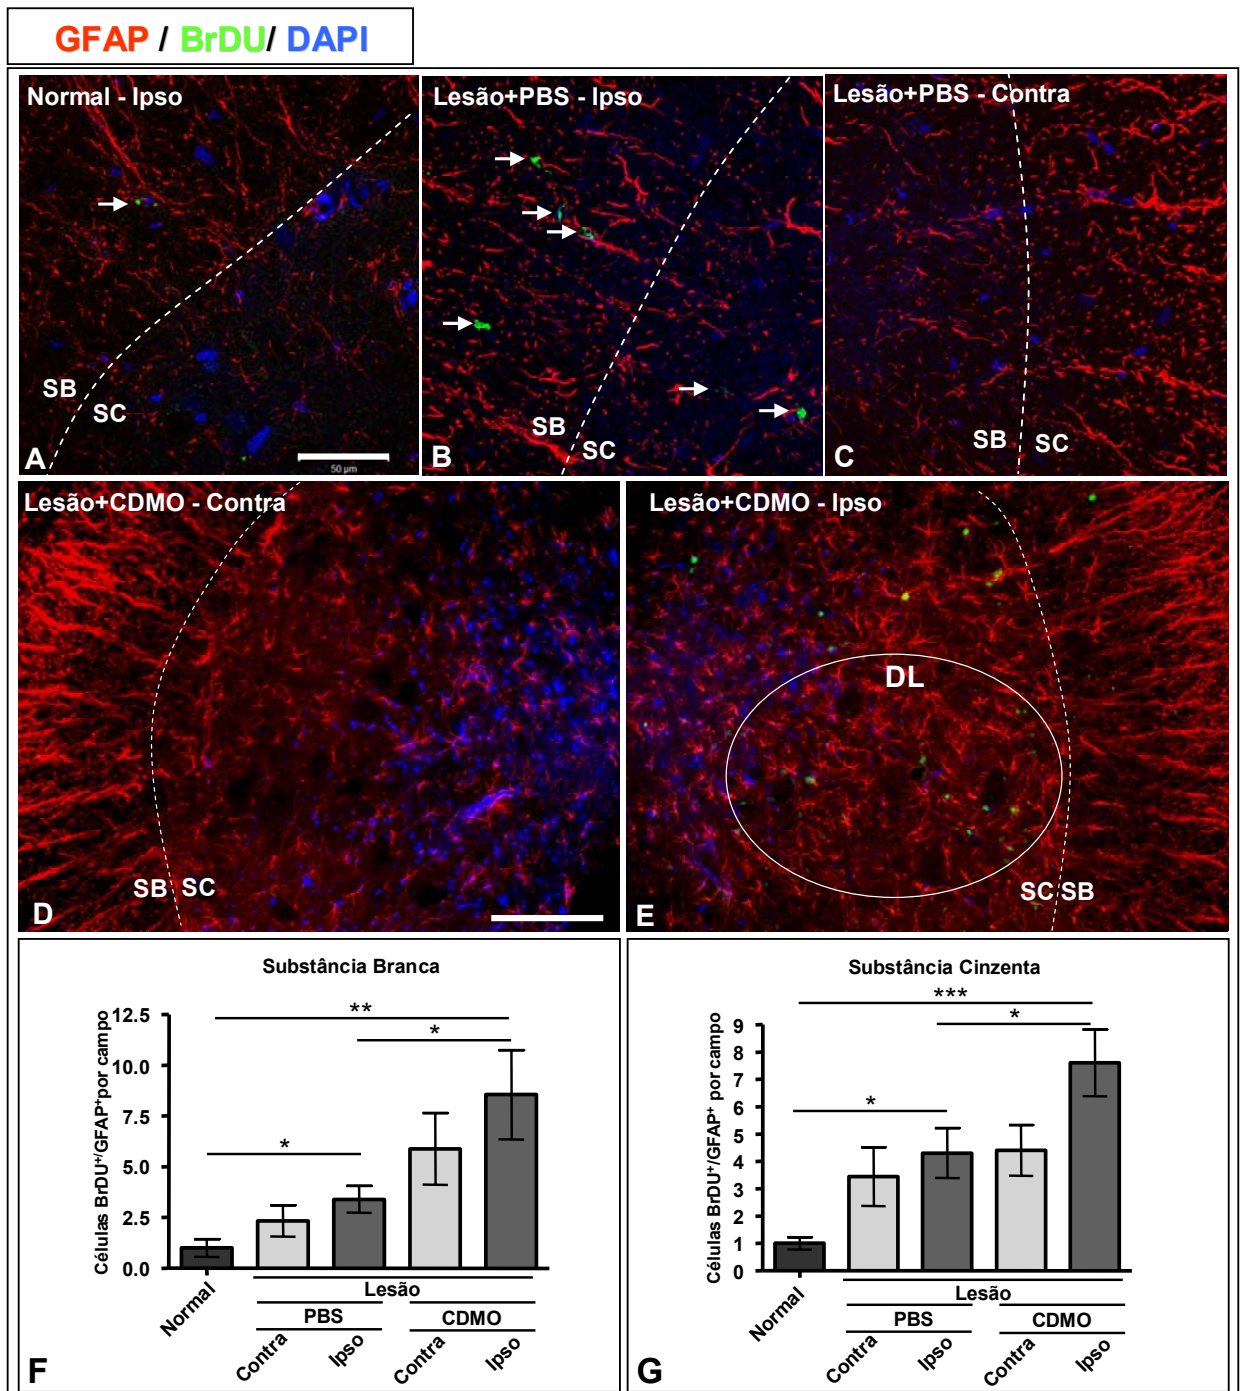 GFAP / BrDU/ DAPI
Normal - Ipso
SB
SC
A
50 µm
Lesão+PBS - Ipso
SB
SC
B
Lesão+PBS - Contra
SB
SC
C
Lesão+CDMO - Contra
SB
SC
D
Lesão+CDMO - Ipso
DL
SC
SB
E
Substância Branca
Células BrDU⁺/GFAP⁺por campo
12.5
10.0
7.5
5.0
2.5
0.0
**
*
*
Normal
Lesão
PBS
CDMO
Contra
Ipso
Contra
Ipso
F
Substância Cinzenta
Células BrDU⁺/GFAP⁺ por campo
9
8
7
6
5
4
3
2
1
0
***
*
*
Normal
Lesão
PBS
CDMO
Contra
Ipso
Contra
Ipso
G